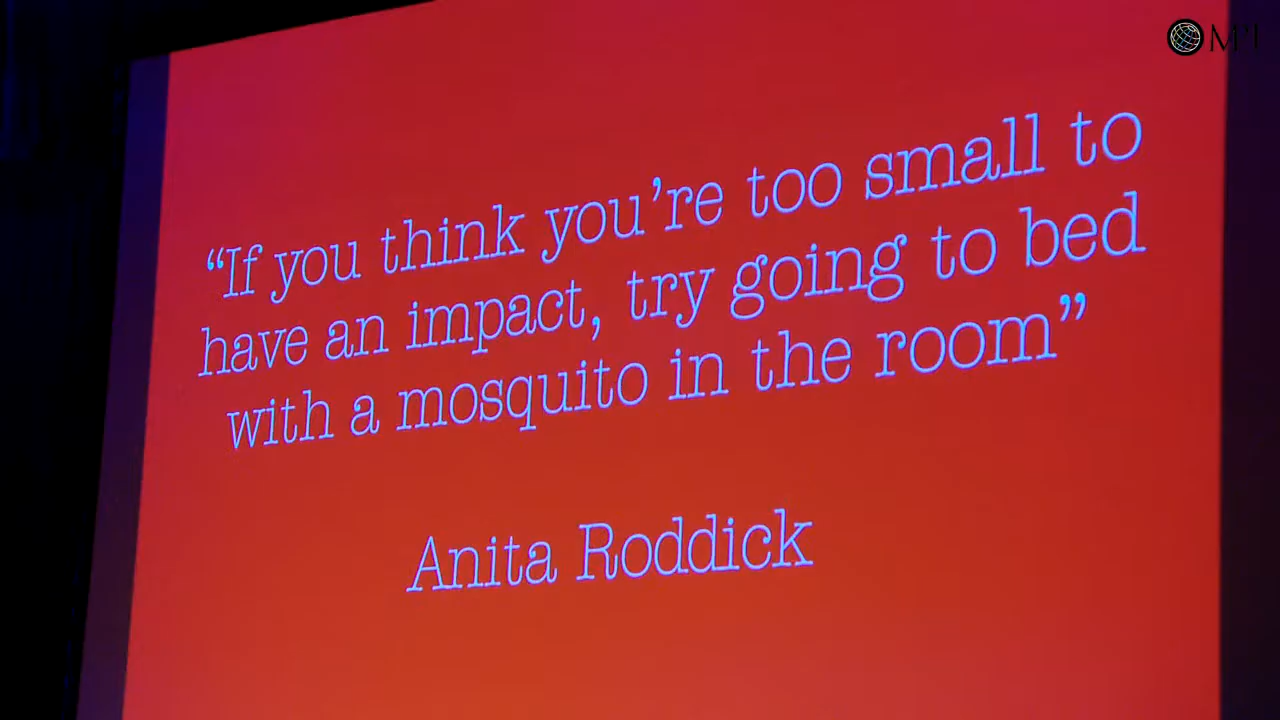 “If you think you’re too small to
have an impact, try going to bed
with a mosquito in the room”
Anita Roddick